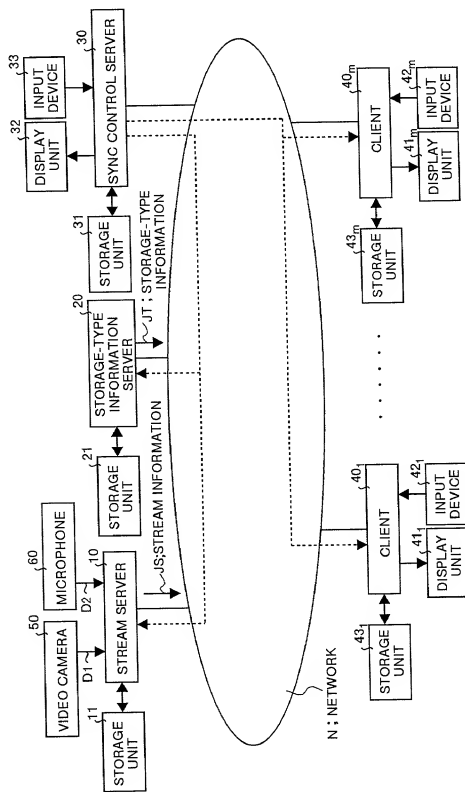 50
VIDEO CAMERA
60
MICROPHONE
D1
D2
10
STREAM SERVER
11
STORAGE
UNIT
JS;STREAM INFORMATION
20
STORAGE-TYPE
INFORMATION
SERVER
21
STORAGE
UNIT
JT ; STORAGE-TYPE
INFORMATION
30
SYNC CONTROL SERVER
31
STORAGE
UNIT
32
DISPLAY
UNIT
33
INPUT
DEVICE
N ; NETWORK
40₁
CLIENT
41₁
DISPLAY
UNIT
42₁
INPUT
DEVICE
43₁
STORAGE
UNIT
. . . . .
40m
CLIENT
41m
DISPLAY
UNIT
42m
INPUT
DEVICE
43m
STORAGE
UNIT